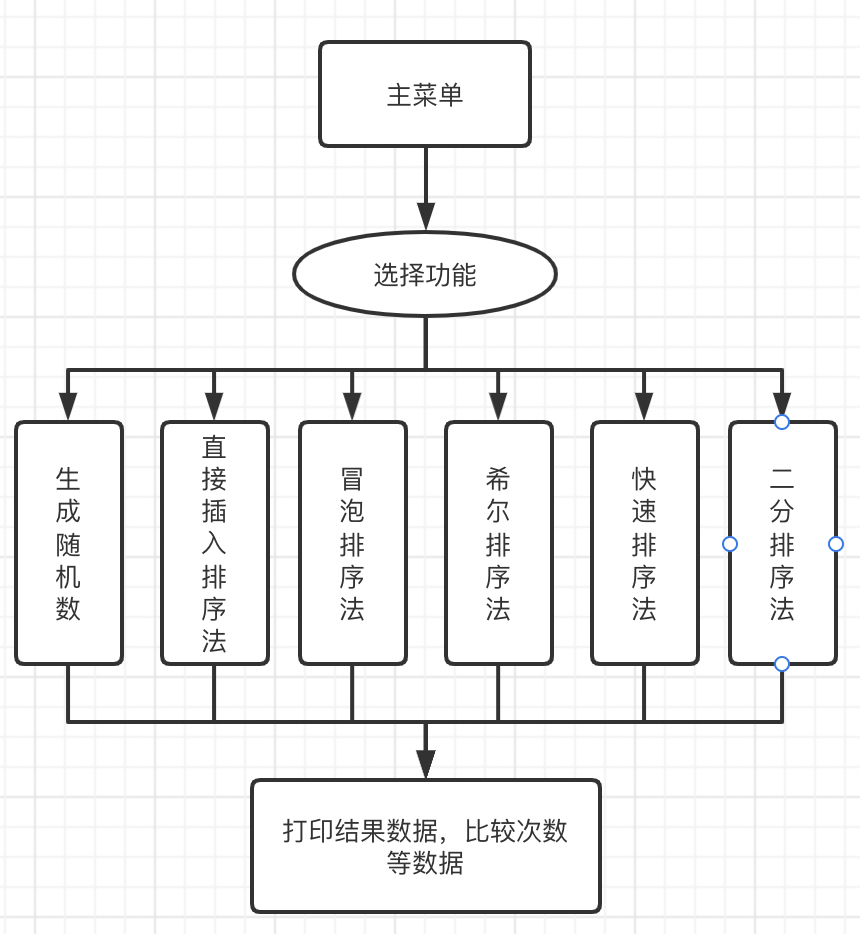 主菜单
选择功能
生成随机数
直接插入排序法
冒泡排序法
希尔排序法
快速排序法
二分排序法
打印结果数据，比较次数
等数据